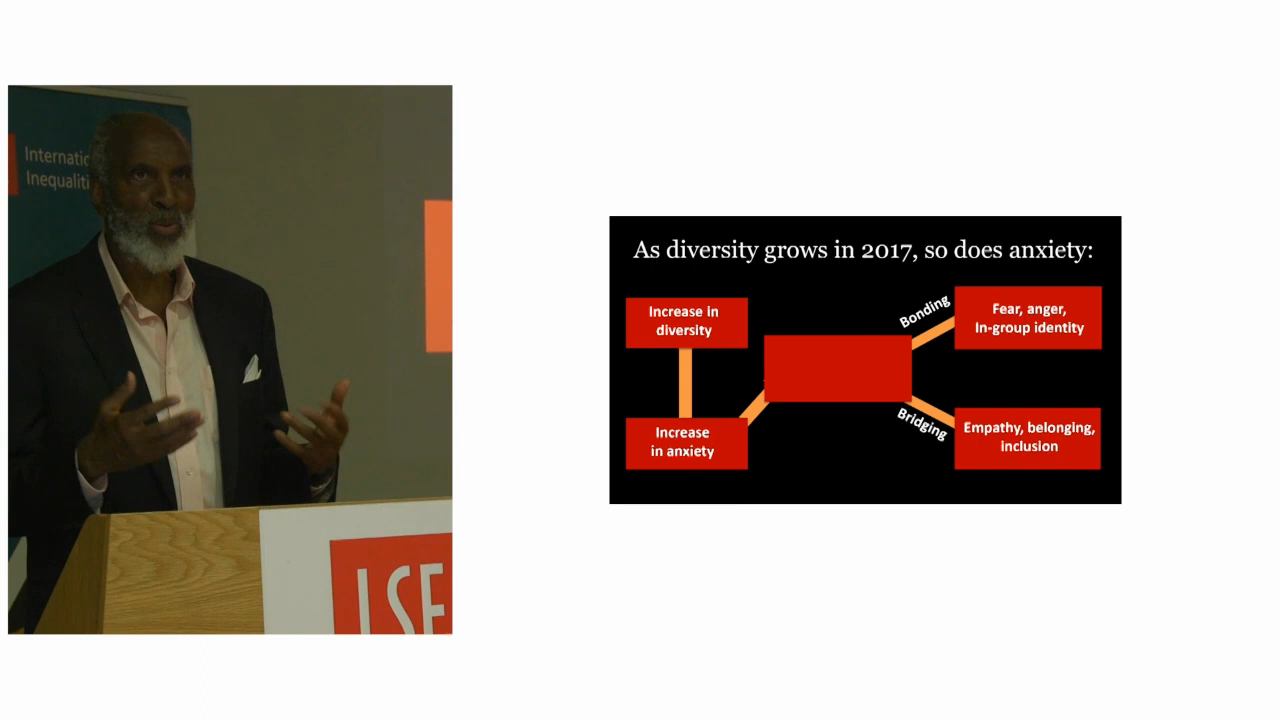 Internatio
Inequaliti
LSE
As diversity grows in 2017, so does anxiety:
Increase in
diversity
Increase
in anxiety
Bonding
Bridging
Fear, anger,
In-group identity
Empathy, belonging,
inclusion